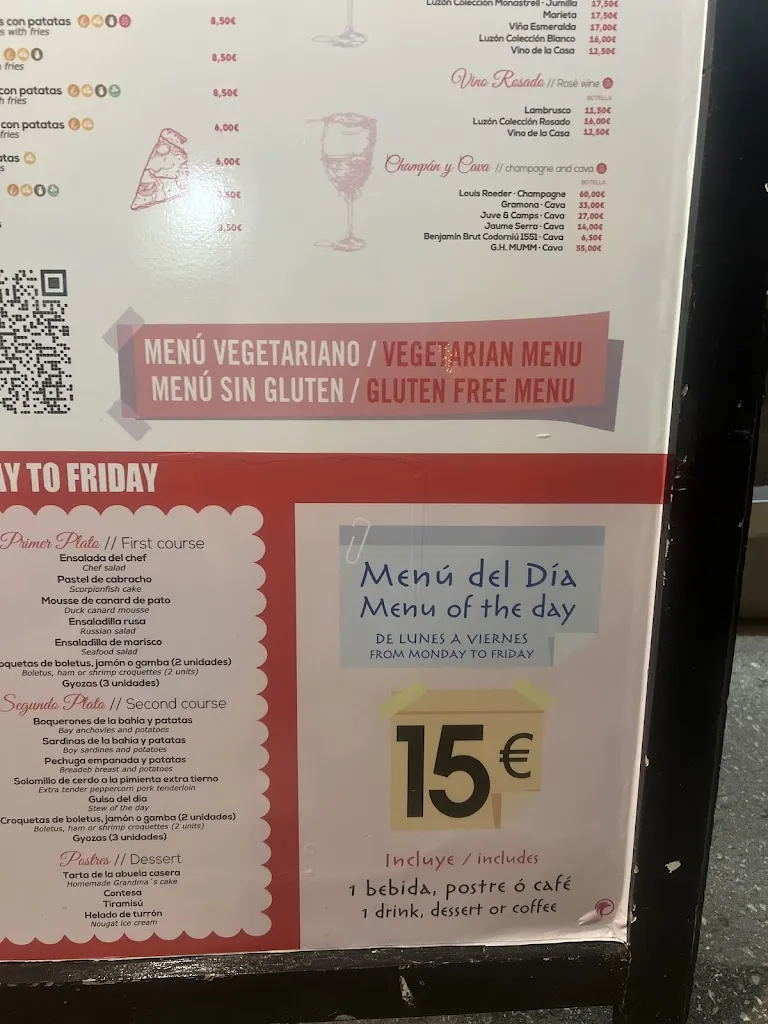 s con patatas 8,50€
s with fries
8,50€
fries
con patatas 8,50€
h fries
con patatas 6,00€
fries
atas 6,00€
s
,50€
3,50€
Luzón Colección Monastrell · Jumilla 17,50€
Marieta 17,50€
Viña Esmeralda 17,00€
Luzón Colección Blanco 16,00€
Vino de la Casa 12,50€
Vino Rosado // Rosé wine
BOTELLA
Lambrusco 11,50€
Luzón Colección Rosado 16,00€
Vino de la Casa 12,50€
Champán y Cava // champagne and cava
BOTELLA
Louis Roeder · Champagne 60,00€
Gramona · Cava 33,00€
Juve & Camps · Cava 27,00€
Jaume Serra · Cava 14,00€
Benjamín Brut Codorniú 1551 · Cava 6,50€
G.H. MUMM · Cava 55,00€
MENÚ VEGETARIANO / VEGETARIAN MENU
MENÚ SIN GLUTEN / GLUTEN FREE MENU
AY TO FRIDAY
Primer Plato // First course
Ensalada del chef
Chef salad
Pastel de cabracho
Scorpionfish cake
Mousse de canard de pato
Duck canard mousse
Ensaladilla rusa
Russian salad
Ensaladilla de marisco
Seafood salad
oquetas de boletus, jamón o gamba (2 unidades)
Boletus, ham or shrimp croquettes (2 units)
Gyozas (3 unidades)
Segundo Plato // Second course
Boquerones de la bahia y patatas
Bay anchovies and potatoes
Sardinas de la bahia y patatas
Boy sardines and potatoes
Pechuga empanada y patatas
Breadeb breast and potatoes
Solomillo de cerdo a la pimienta extra tierno
Extra tender peppercorn pork tenderloin
Guiso del día
Stew of the day
Croquetas de boletus, jamón o gamba (2 unidades)
Boletus, ham or shrimp croquettes (2 units)
Gyozas (3 unidades)
Postres // Dessert
Tarta de la abuela casera
Homemade Grandma´s cake
Contesa
Tiramisú
Helado de turrón
Nougat ice cream
Menú del Día
Menu of the day
DE LUNES A VIERNES
FROM MONDAY TO FRIDAY
15€
Incluye / includes
1 bebida, postre ó café
1 drink, dessert or coffee